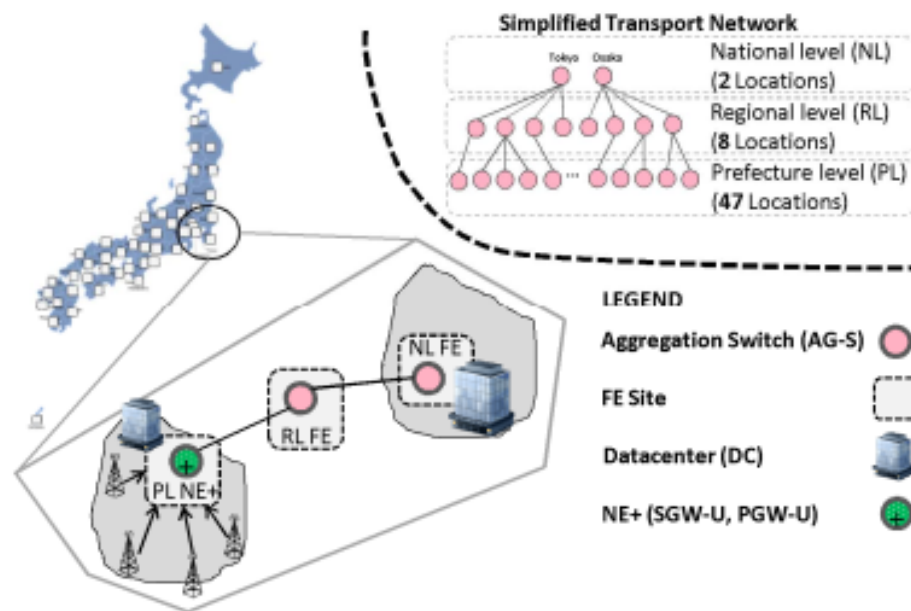 Simplified Transport Network
Tokyo Osaka
National level (NL)
(2 Locations)
Regional level (RL)
(8 Locations)
...
Prefecture level (PL)
(47 Locations)
LEGEND
Aggregation Switch (AG-S)
FE Site
Datacenter (DC)
NE+ (SGW-U, PGW-U)
NL FE
RL FE
PL NE+